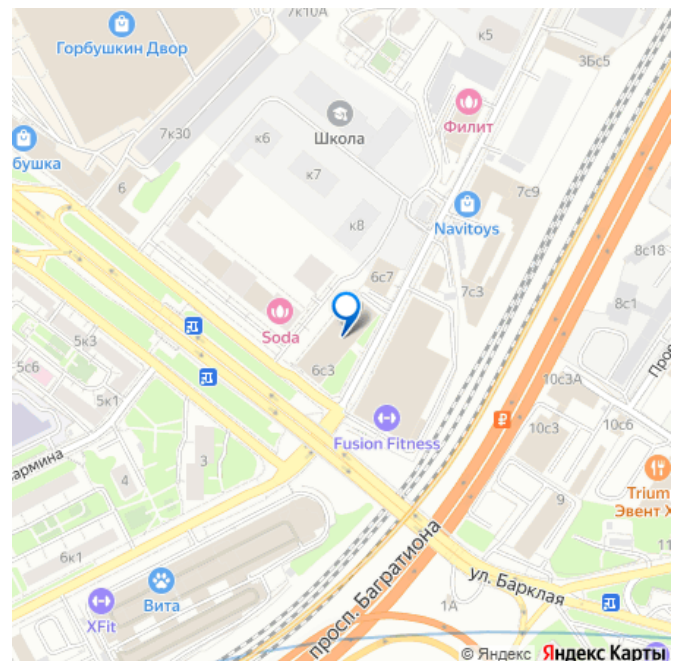 7к10А
Горбушкин Двор
к5
3Бс5
Школа
Филит
7к30
к6
бушка
6
к7
7с9
Navitoys
к8
8с18
6с7
7с3
8с1
Soda
5к3
5с6
6с3
10с3А
5к1
Fusion Fitness
10с3
10с6
армина
3
4
Trium
Эвент Х
9
6к1
11
просп. Багратиона
ул. Барклая
Вита
XFit
1А
© Яндекс Яндекс Карты